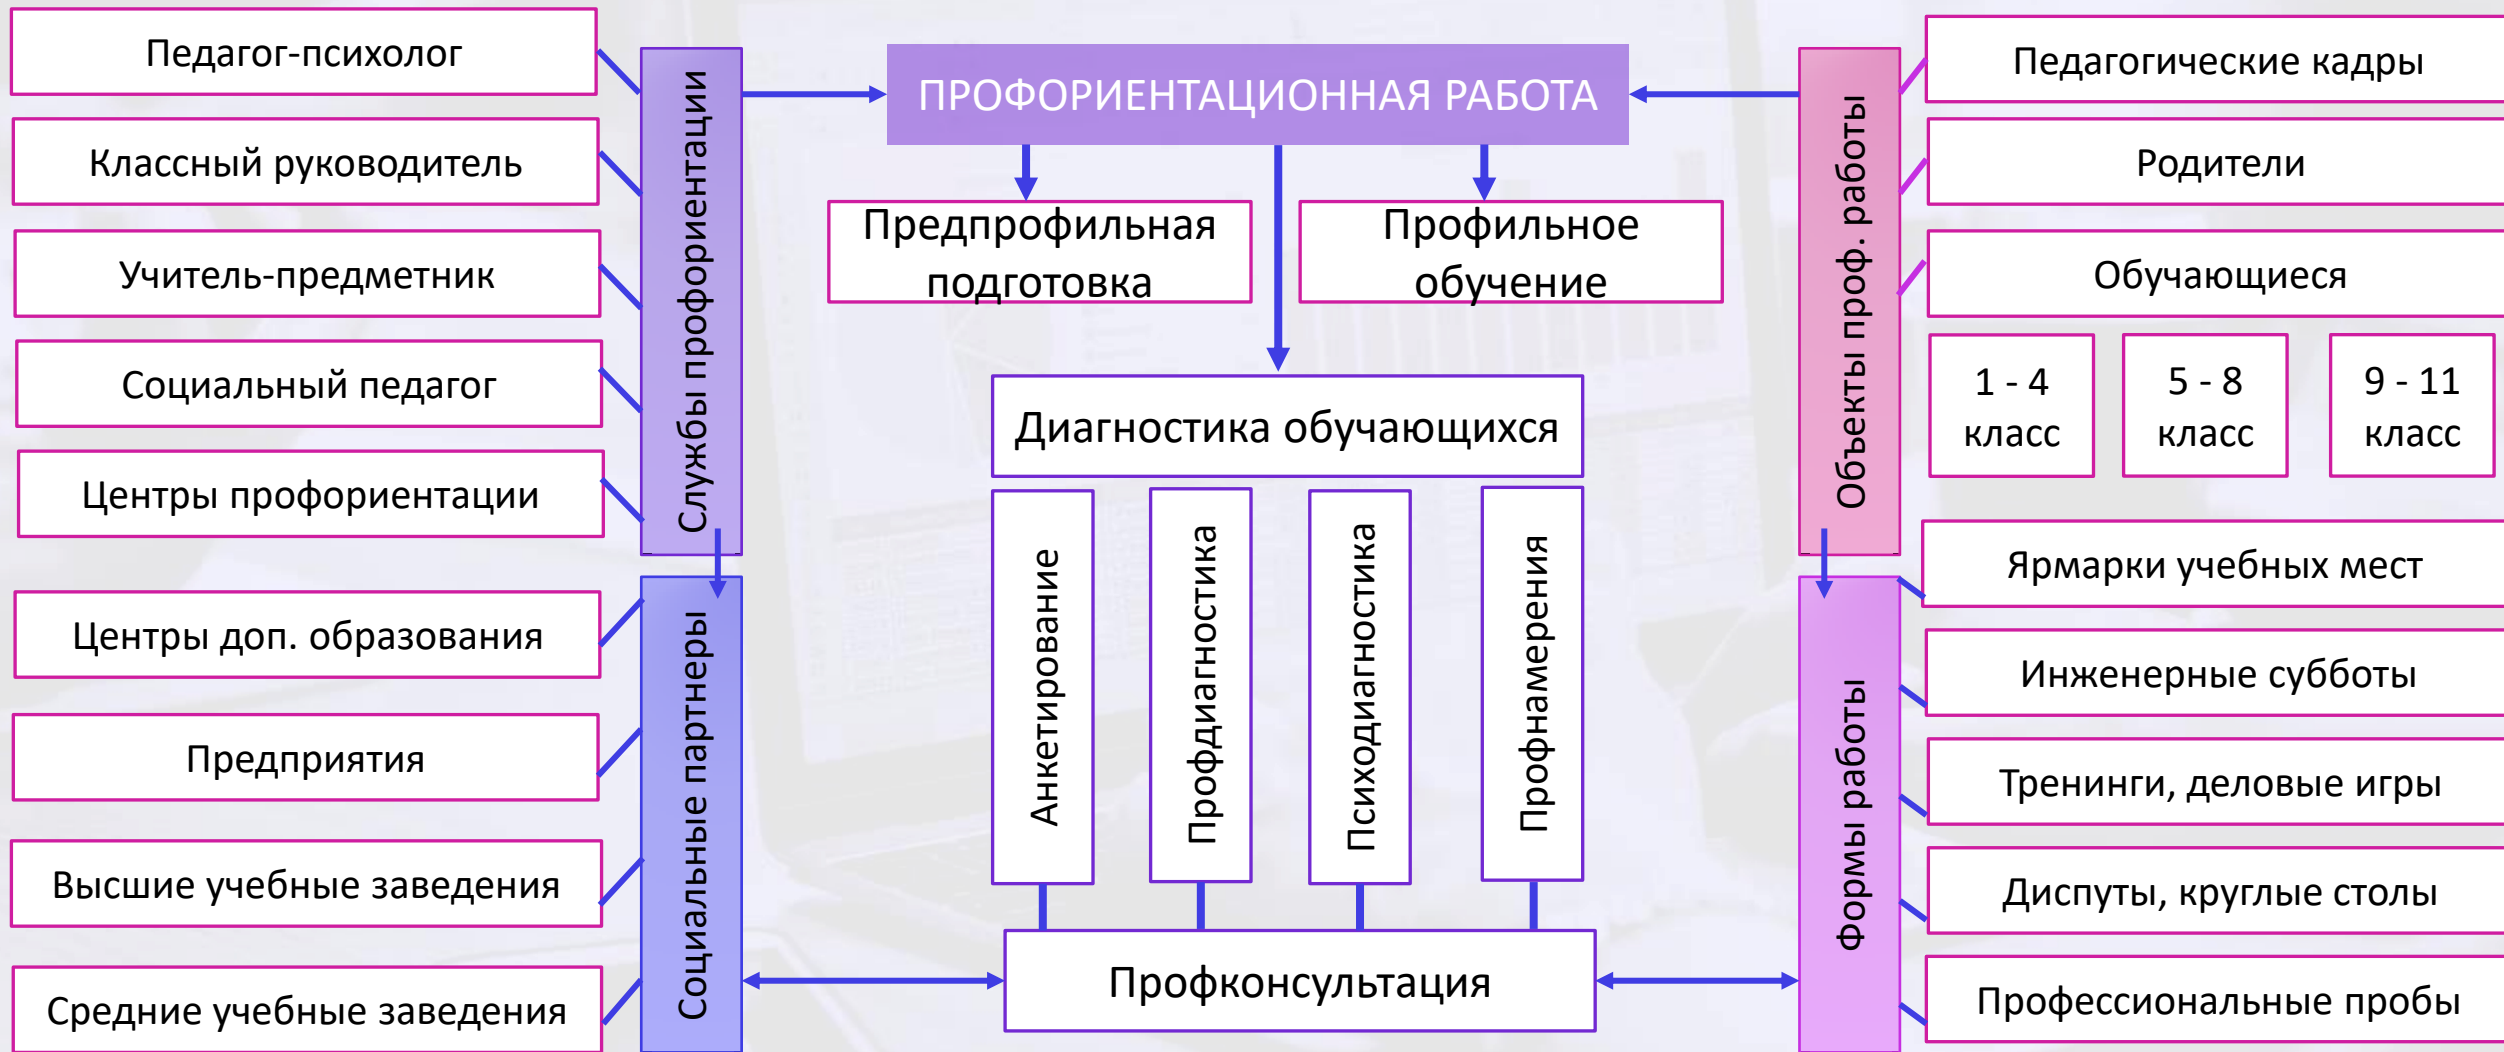 Педагог-психолог
Классный руководитель
Учитель-предметник
Социальный педагог
Центры профориентации
Службы профориентации
Центры доп. образования
Предприятия
Высшие учебные заведения
Средние учебные заведения
Социальные партнеры
ПРОФОРИЕНТАЦИОННАЯ РАБОТА
Предпрофильная
подготовка
Профильное
обучение
Диагностика обучающихся
Анкетирование
Профдиагностика
Психодиагностика
Профнамерения
Профконсультация
Объекты проф. работы
Педагогические кадры
Родители
Обучающиеся
1 - 4
класс
5 - 8
класс
9 - 11
класс
Формы работы
Ярмарки учебных мест
Инженерные субботы
Тренинги, деловые игры
Диспуты, круглые столы
Профессиональные пробы